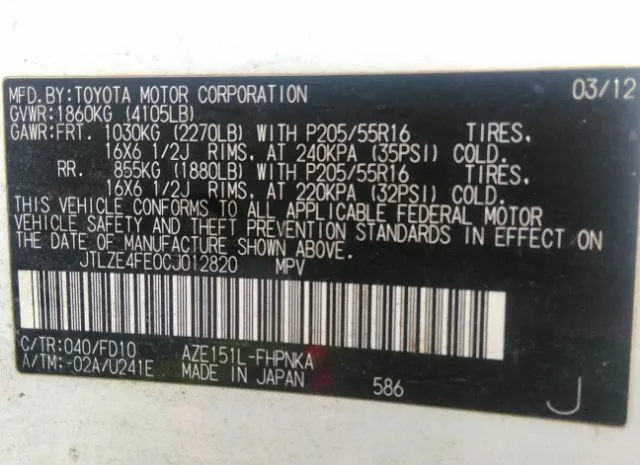 MFD.BY:TOYOTA MOTOR CORPORATION 03/12
GVWR:1860KG (4105LB)
GAWR:FRT. 1030KG (2270LB) WITH P205/55R16 TIRES.
16X6 1/2J RIMS, AT 240KPA (35PSI) COLD.
RR. 855KG (1880LB) WITH P205/55R16 TIRES.
16X6 1/2J RIMS, AT 220KPA (32PSI) COLD.
THIS VEHICLE CONFORMS TO ALL APPLICABLE FEDERAL MOTOR
VEHICLE SAFETY AND THEFT PREVENTION STANDARDS IN EFFECT ON
THE DATE OF MANUFACTURE SHOWN ABOVE.
JTLZE4FE0CJ012820 MPV
C/TR:040/FD10 AZE151L-FHPNKA
A/TM:-02A/U241E MADE IN JAPAN 586 J